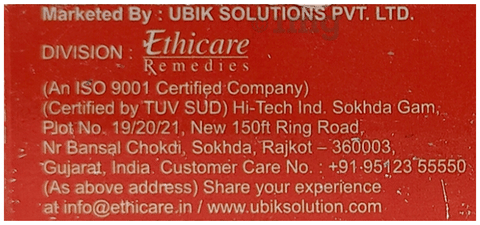 Marketed By : UBIK SOLUTIONS PVT. LTD.
DIVISION : Ethicare
Remedies
(An ISO 9001 Certified Company)
(Certified by TUV SUD) Hi-Tech Ind. Sokhda Gam,
Plot No. 19/20/21, New 150ft Ring Road,
Nr Bansal Chokdi, Sokhda, Rajkot – 360003,
Gujarat, India. Customer Care No. : +91-95123 55550
(As above address) Share your experience
at info@ethicare.in / www.ubiksolution.com